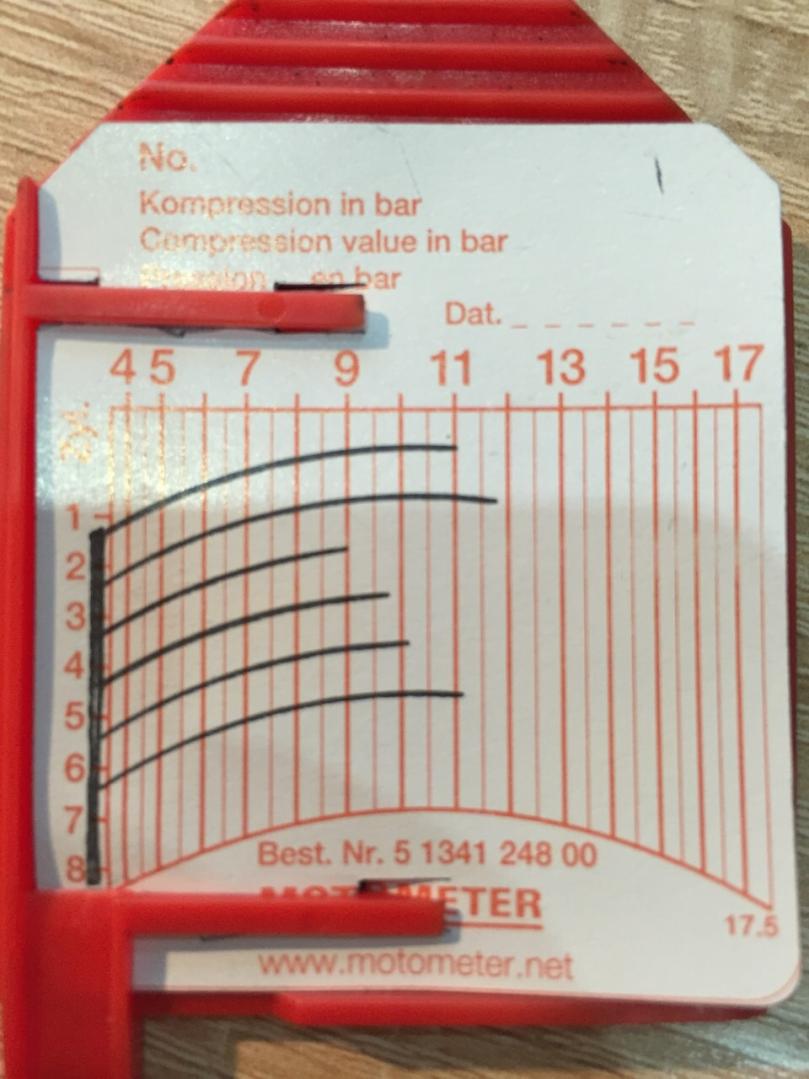 No.
Kompression in bar
Compression value in bar
en bar
Dat.
4 5 7 9 11 13 15 17
Zyl.
1
2
3
4
5
6
7
8
Best. Nr. 5 1341 248 00
MOTOMETER
17.5
www.motometer.net